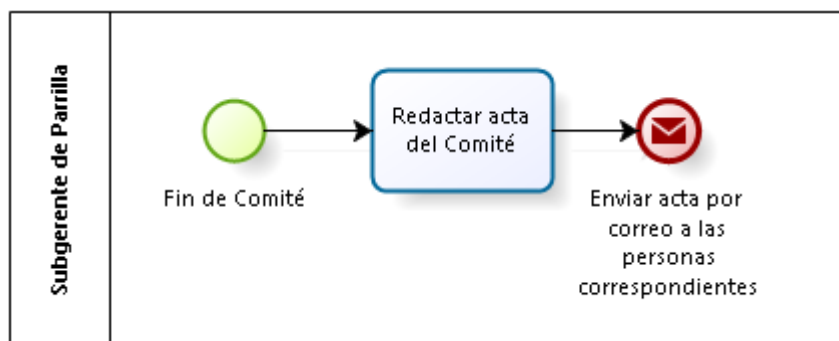 Subgerente de Parrilla
Fin de Comité
Redactar acta
del Comité
Enviar acta por
correo a las
personas
correspondientes